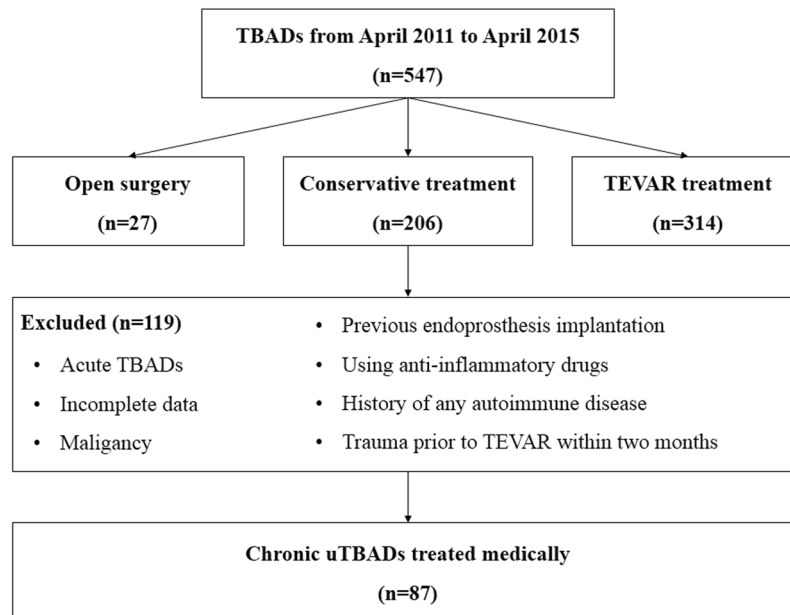 TBADs from April 2011 to April 2015
(n=547)
Open surgery
(n=27)
Conservative treatment
(n=206)
TEVAR treatment
(n=314)
Excluded (n=119)
• Acute TBADs
• Incomplete data
• Maligancy
• Previous endoprosthesis implantation
• Using anti-inflammatory drugs
• History of any autoimmune disease
• Trauma prior to TEVAR within two months
Chronic uTBADs treated medically
(n=87)